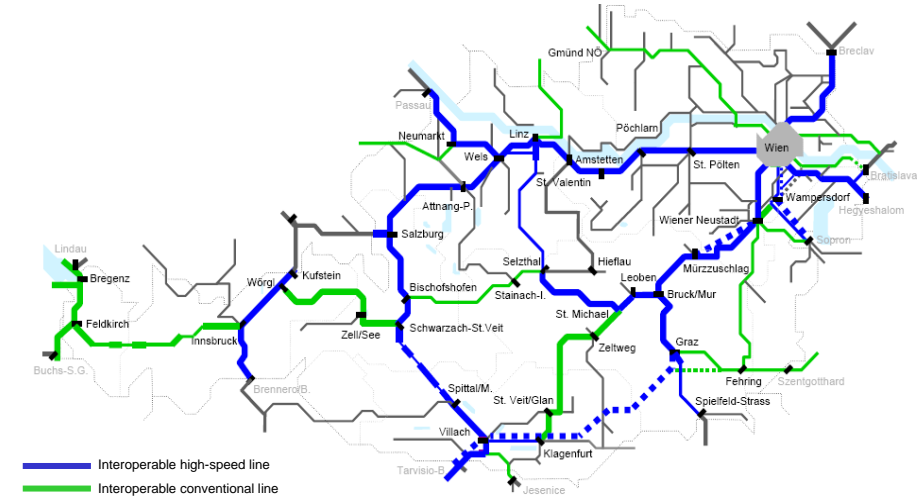 Gmünd NÖ
Breclav
Passau
Neumarkt
Linz
Pöchlarn
Wien
Wels
Amstetten
St. Pölten
St. Valentin
Bratislava
Attnang-P.
Wampersdorf
Hegyeshalom
Wiener Neustadt
Salzburg
Sopron
Lindau
Selzthal
Hieflau
Mürzzuschlag
Bregenz
Wörgl
Kufstein
Bischofshofen
Stainach-I.
Leoben
Bruck/Mur
Feldkirch
Innsbruck
Zell/See
Schwarzach-St.Veit
St. Michael
Zeltweg
Graz
Buchs-S.G.
Brennero/B
Fehring
Szentgotthard
Spittal/M.
St. Veit/Glan
Spielfeld-Strass
Villach
Klagenfurt
Tarvisio-B
Jesenice
Interoperable high-speed line
Interoperable conventional line